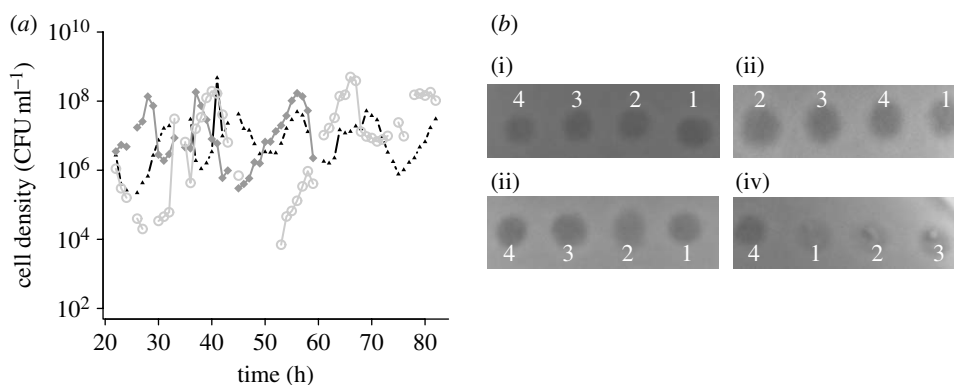 (a)
10^10
10^8
10^6
10^4
10^2
cell density (CFU ml^−1)
20 30 40 50 60 70 80
time (h)
(b)
(i)
4 3 2 1
(ii)
2 3 4 1
(ii)
4 3 2 1
(iv)
4 1 2 3